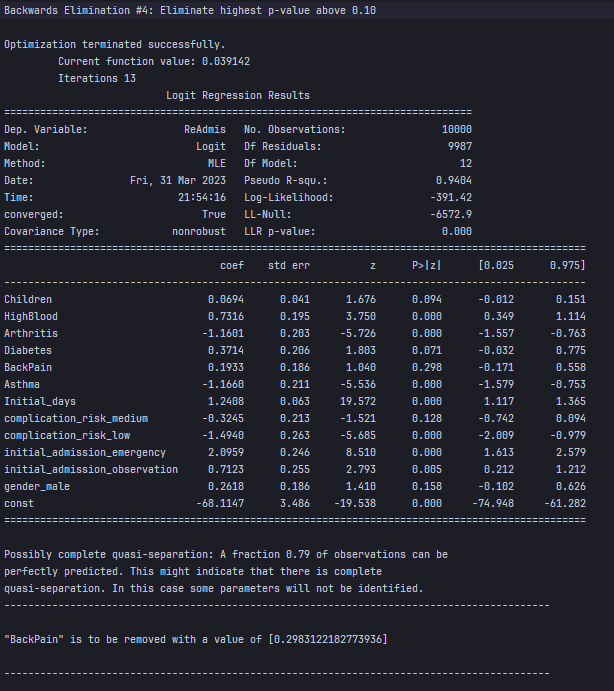 Backwards Elimination #4: Eliminate highest p-value above 0.10
Optimization terminated successfully.
         Current function value: 0.039142
         Iterations 13
                           Logit Regression Results
==============================================================================
Dep. Variable:                ReAdmis   No. Observations:                10000
Model:                          Logit   Df Residuals:                     9987
Method:                           MLE   Df Model:                           12
Date:                Fri, 31 Mar 2023   Pseudo R-squ.:                  0.9404
Time:                        21:54:16   Log-Likelihood:                -391.42
converged:                       True   LL-Null:                       -6572.9
Covariance Type:            nonrobust   LLR p-value:                     0.000
=================================================================================================
                                    coef    std err          z      P>|z|      [0.025      0.975]
-------------------------------------------------------------------------------------------------
Children                          0.0694      0.041      1.676      0.094      -0.012       0.151
HighBlood                         0.7316      0.195      3.750      0.000       0.349       1.114
Arthritis                        -1.1601      0.203     -5.726      0.000      -1.557      -0.763
Diabetes                          0.3714      0.206      1.803      0.071      -0.032       0.775
BackPain                          0.1933      0.186      1.040      0.298      -0.171       0.558
Asthma                           -1.1660      0.211     -5.536      0.000      -1.579      -0.753
Initial_days                      1.2408      0.063     19.572      0.000       1.117       1.365
complication_risk_medium         -0.3245      0.213     -1.521      0.128      -0.742       0.094
complication_risk_low            -1.4940      0.263     -5.685      0.000      -2.009      -0.979
initial_admission_emergency       2.0959      0.246      8.510      0.000       1.613       2.579
initial_admission_observation     0.7123      0.255      2.793      0.005       0.212       1.212
gender_male                       0.2618      0.186      1.410      0.158      -0.102       0.626
const                           -68.1147      3.486    -19.538      0.000     -74.948     -61.282
=================================================================================================
Possibly complete quasi-separation: A fraction 0.79 of observations can be
perfectly predicted. This might indicate that there is complete
quasi-separation. In this case some parameters will not be identified.
-------------------------------------------------------------------------------------------
"BackPain" is to be removed with a value of [0.2983122182773936]
-------------------------------------------------------------------------------------------